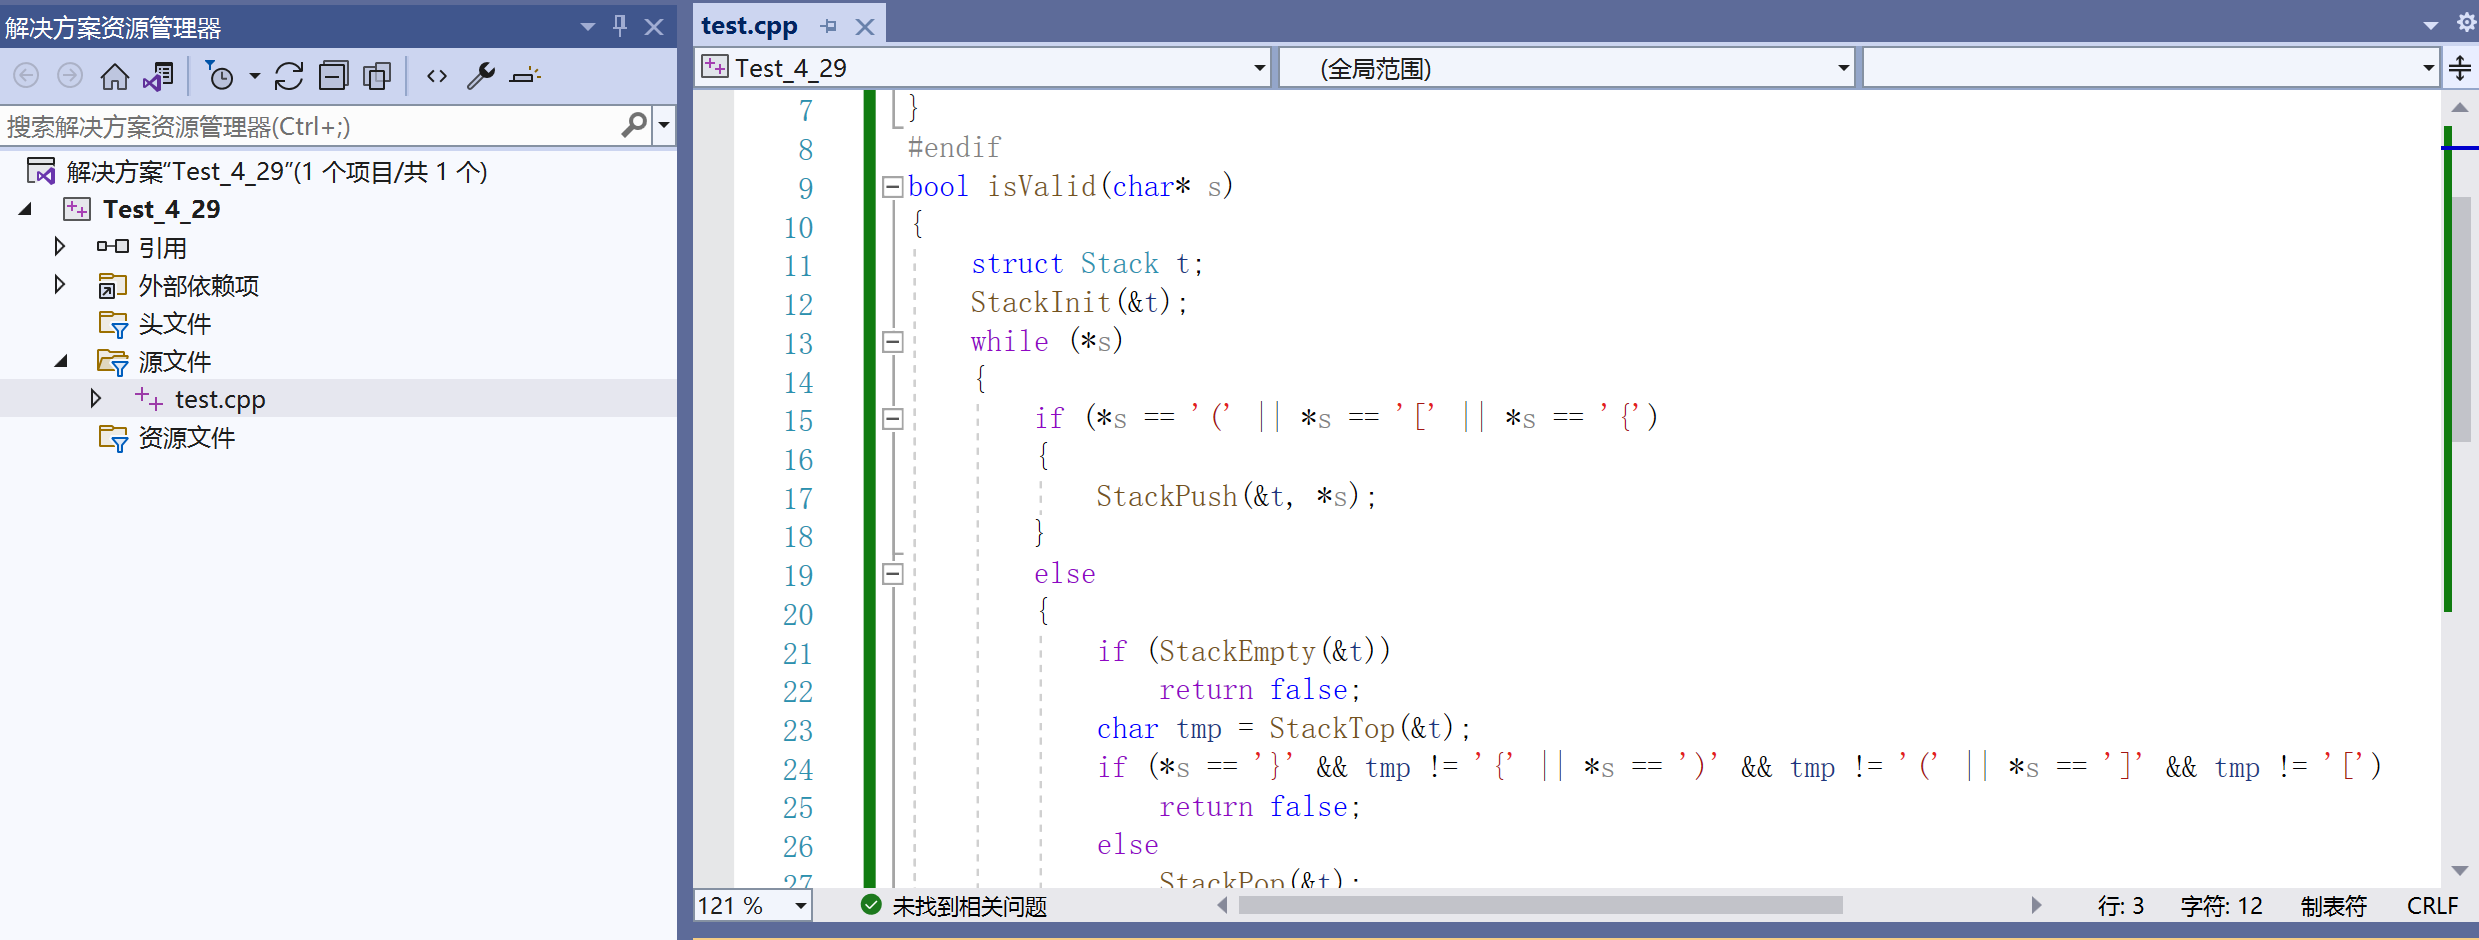 解决方案资源管理器
搜索解决方案资源管理器(Ctrl+;)
解决方案“Test_4_29”(1 个项目/共 1 个)
Test_4_29
引用
外部依赖项
头文件
源文件
test.cpp
资源文件
test.cpp
Test_4_29
(全局范围)
7 }
8 #endif
9 bool isValid(char* s)
10 {
11 struct Stack t;
12 StackInit(&t);
13 while (*s)
14 {
15 if (*s == '(' || *s == '[' || *s == '{')
16 {
17 StackPush(&t, *s);
18 }
19 else
20 {
21 if (StackEmpty(&t))
22 return false;
23 char tmp = StackTop(&t);
24 if (*s == '}' && tmp != '{' || *s == ')' && tmp != '(' || *s == ']' && tmp != '[')
25 return false;
26 else
27 StackPop(&t);
121 %
未找到相关问题
行: 3
字符: 12
制表符
CRLF